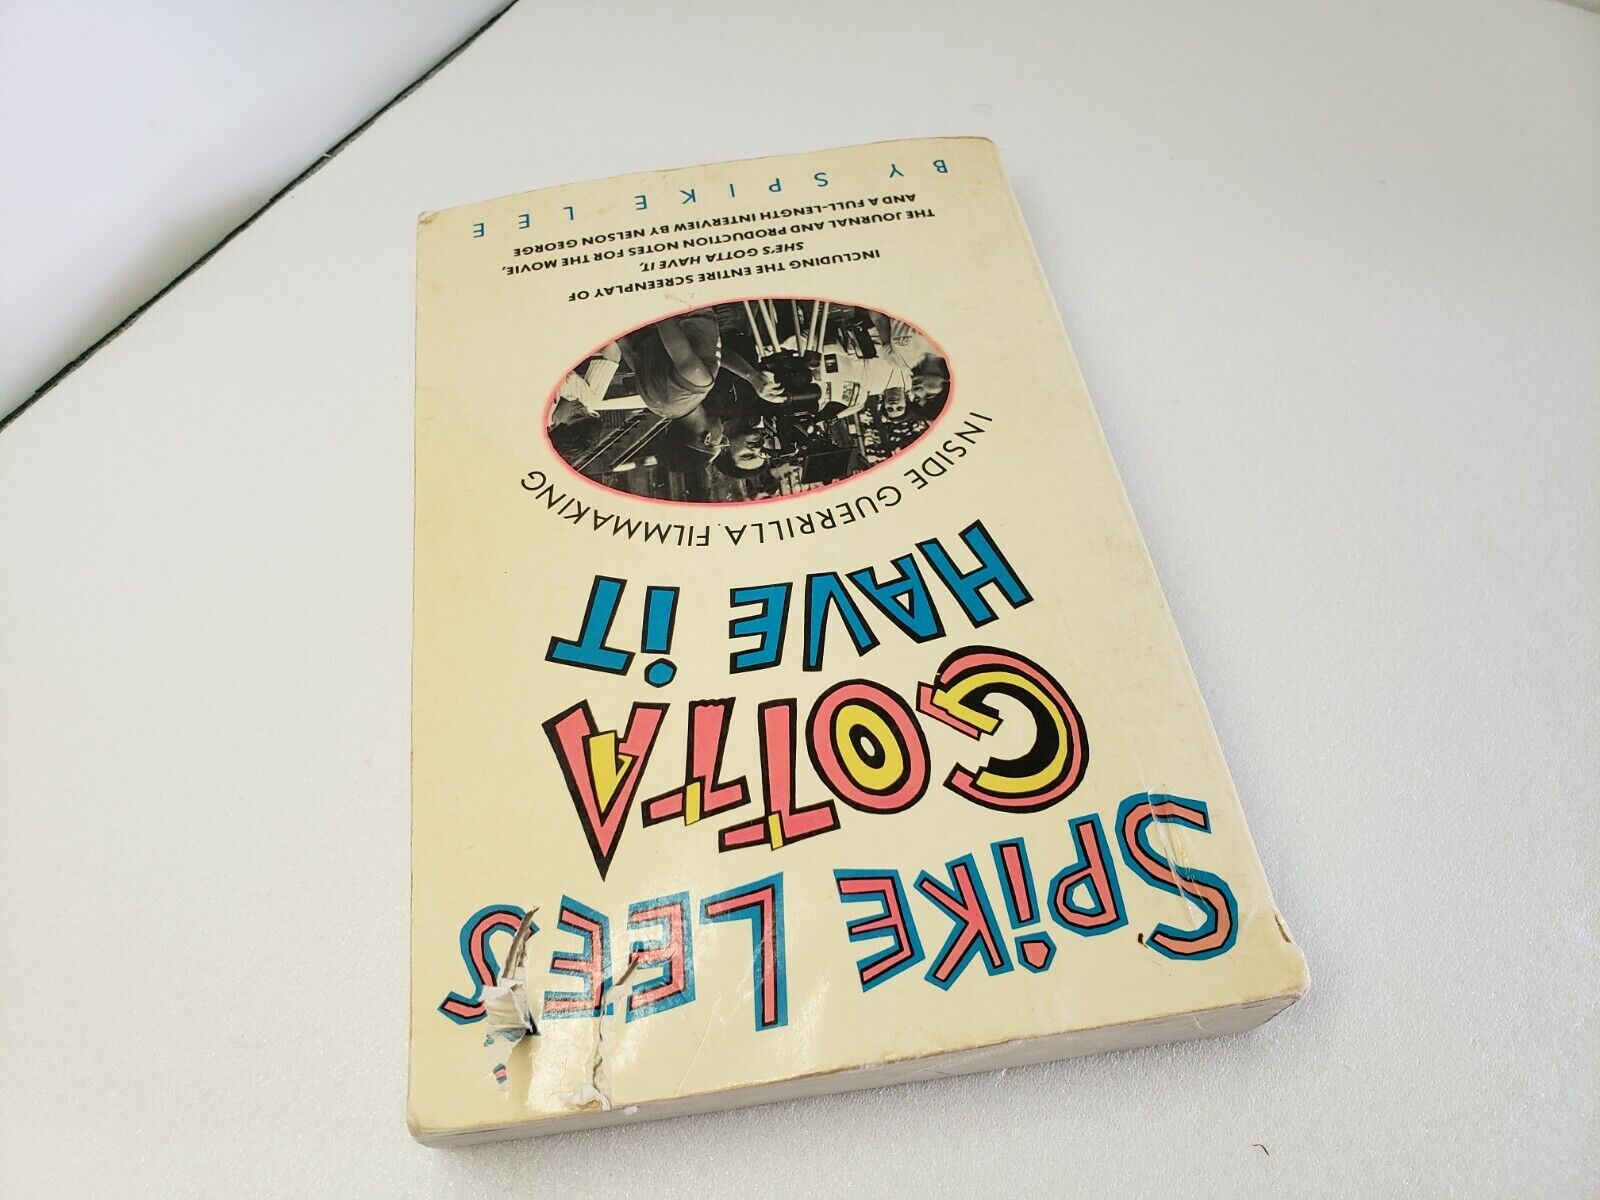 SPiKE LEE'S
GOTTA
HAVE iT
INSIDE GUERRILLA FILMMAKING
INCLUDING THE ENTIRE SCREENPLAY OF
SHE'S GOTTA HAVE IT,
THE JOURNAL AND PRODUCTION NOTES FOR THE MOVIE,
AND A FULL-LENGTH INTERVIEW BY NELSON GEORGE
BY SPIKE LEE